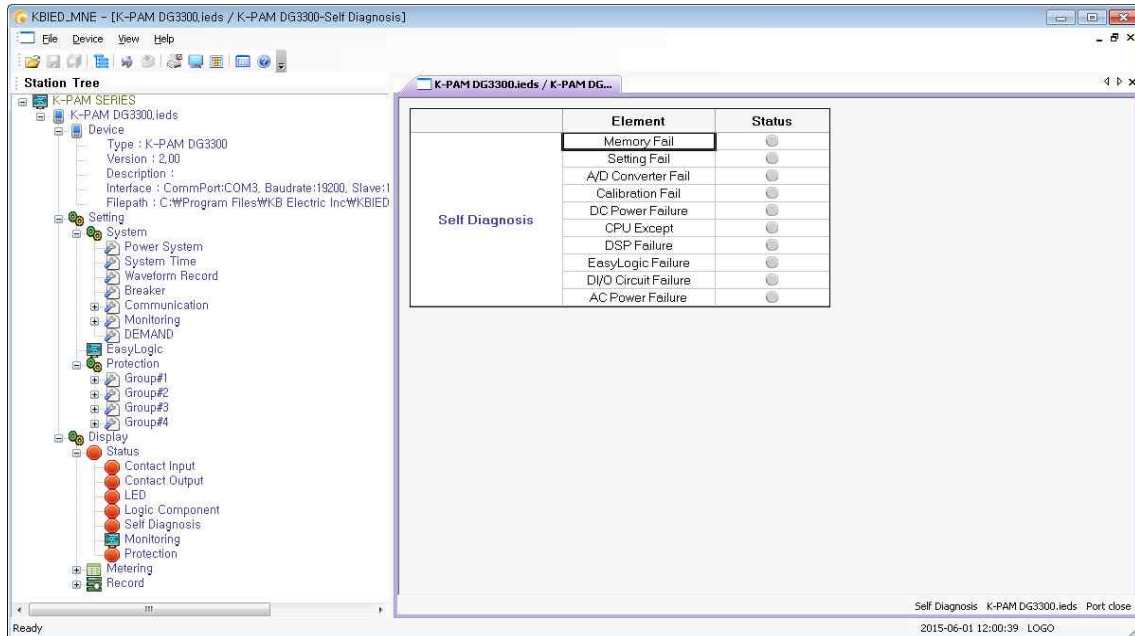 KBIED_MNE - [K-PAM DG3300.ieds / K-PAM DG3300-Self Diagnosis]
File Device View Help
Station Tree
K-PAM SERIES
K-PAM DG3300.ieds
Device
Type : K-PAM DG3300
Version : 2,00
Description :
Interface : CommPort:COM3, Baudrate:19200, Slave:1
Filepath : C:₩Program Files₩KB Electric Inc₩KBIED
Setting
System
Power System
System Time
Waveform Record
Breaker
Communication
Monitoring
DEMAND
EasyLogic
Protection
Group#1
Group#2
Group#3
Group#4
Display
Status
Contact Input
Contact Output
LED
Logic Component
Self Diagnosis
Monitoring
Protection
Metering
Record
K-PAM DG3300.ieds / K-PAM DG...
Element Status
Self Diagnosis
Memory Fail
Setting Fail
A/D Converter Fail
Calibration Fail
DC Power Failure
CPU Except
DSP Failure
EasyLogic Failure
DI/O Circuit Failure
AC Power Failure
Self Diagnosis K-PAM DG3300.ieds Port close
Ready 2015-06-01 12:00:39 LOGO